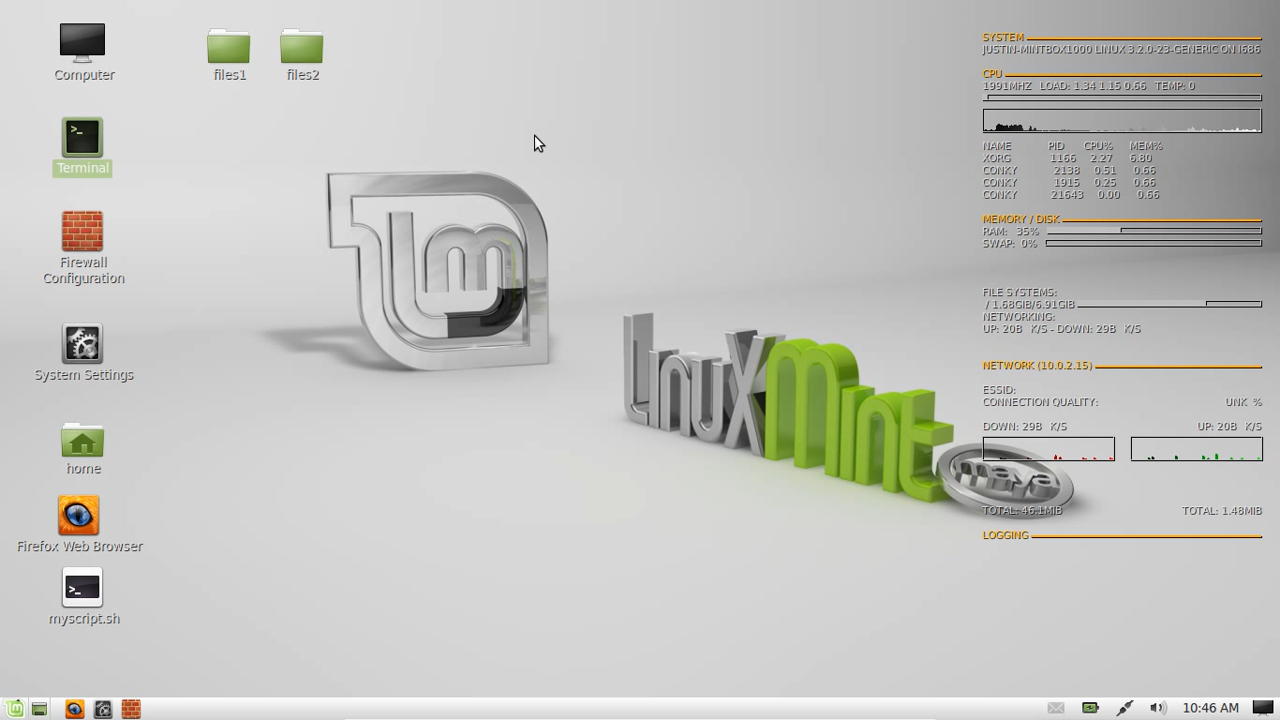 Computer
files1
files2
Terminal
Firewall
Configuration
System Settings
home
Firefox Web Browser
myscript.sh
>_
>_
lm
LinuxMint
maya
SYSTEM
JUSTIN-MINTBOX1000 LINUX 3.2.0-23-GENERIC ON I686
CPU
1991MHZ LOAD: 1.34 1.15 0.66 TEMP: 0
NAME PID CPU% MEM%
XORG 1166 2.27 6.80
CONKY 2138 0.51 0.66
CONKY 1915 0.25 0.66
CONKY 21643 0.00 0.66
MEMORY / DISK
RAM: 35%
SWAP: 0%
FILE SYSTEMS:
/ 1.68GIB/6.91GIB
NETWORKING:
UP: 20B K/S - DOWN: 29B K/S
NETWORK (10.0.2.15)
ESSID:
CONNECTION QUALITY: UNK %
DOWN: 29B K/S UP: 20B K/S
TOTAL: 46.1MIB TOTAL: 1.48MIB
LOGGING
10:46 AM